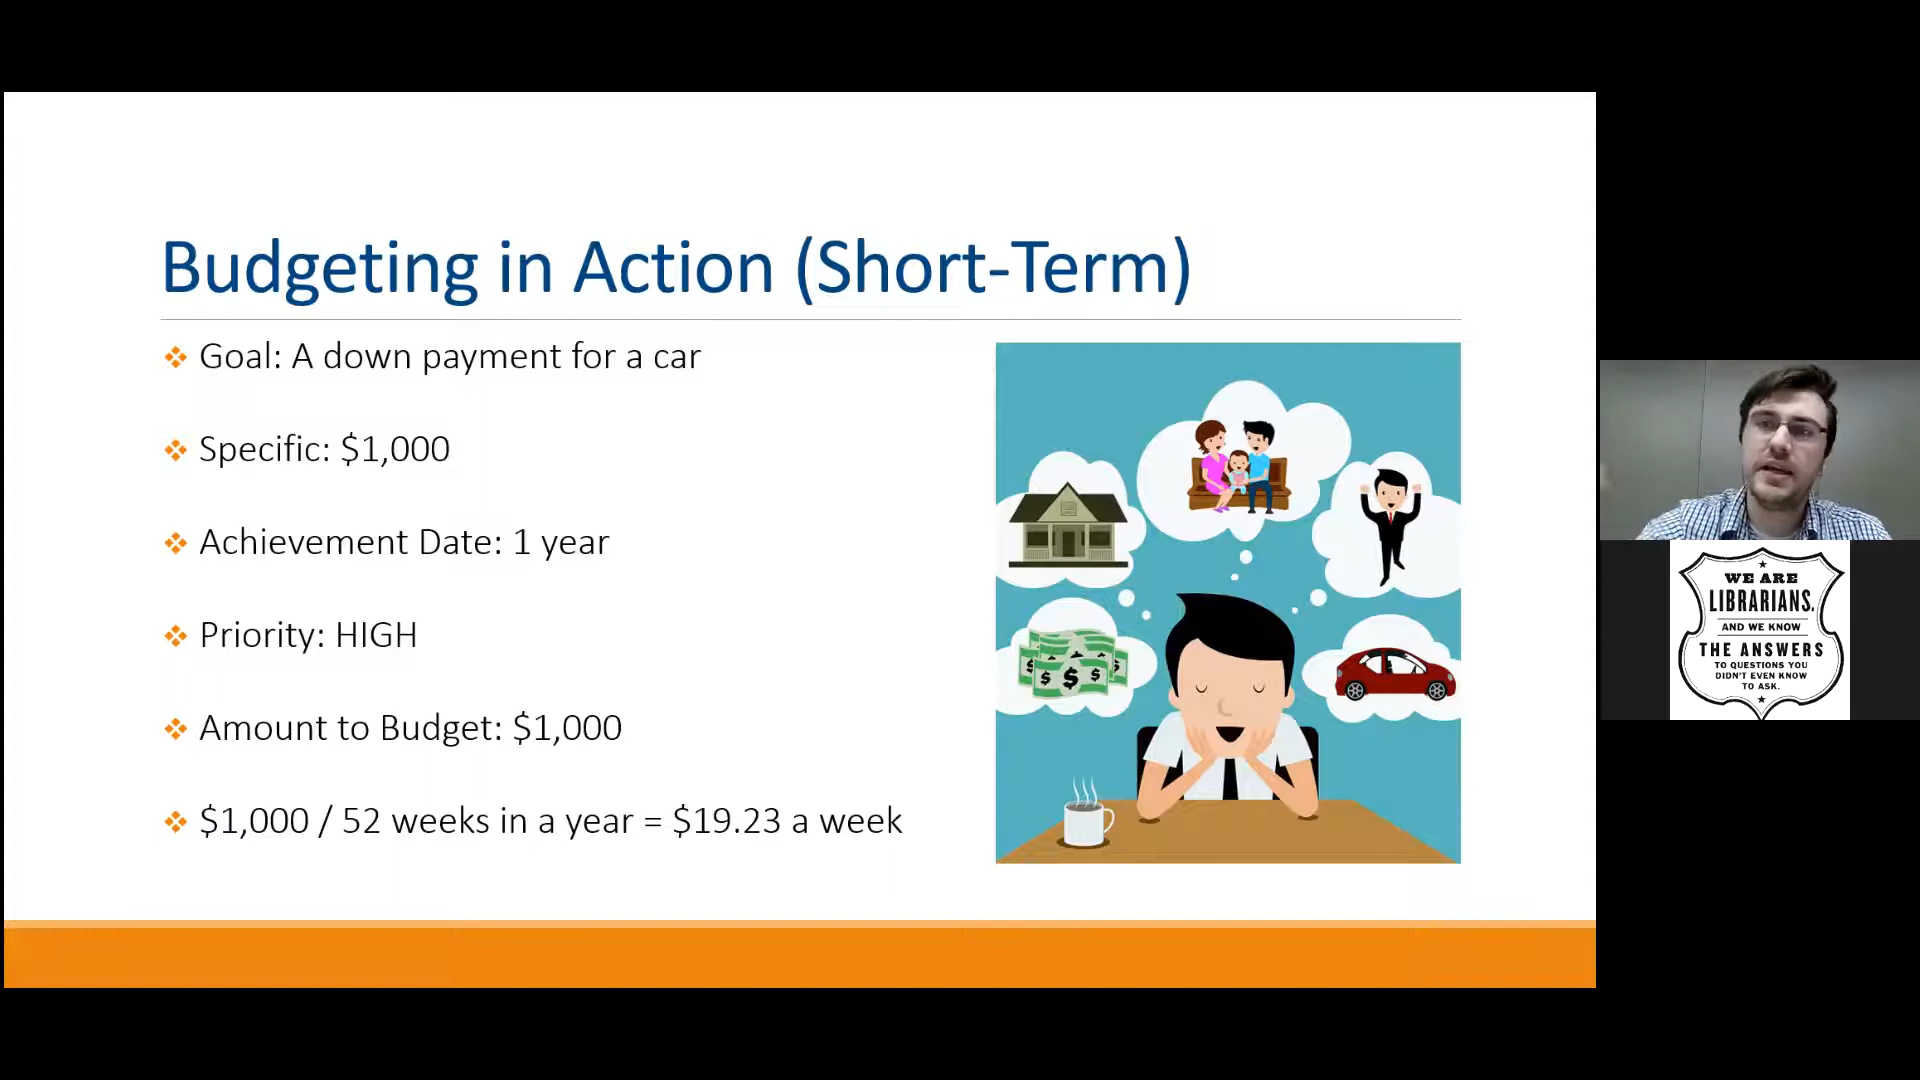 Budgeting in Action (Short-Term)
Goal: A down payment for a car
Specific: $1,000
Achievement Date: 1 year
Priority: HIGH
Amount to Budget: $1,000
$1,000 / 52 weeks in a year = $19.23 a week
$ $ $ $
WE ARE
LIBRARIANS.
AND WE KNOW
THE ANSWERS
TO QUESTIONS YOU
DIDN'T EVEN KNOW
TO ASK.